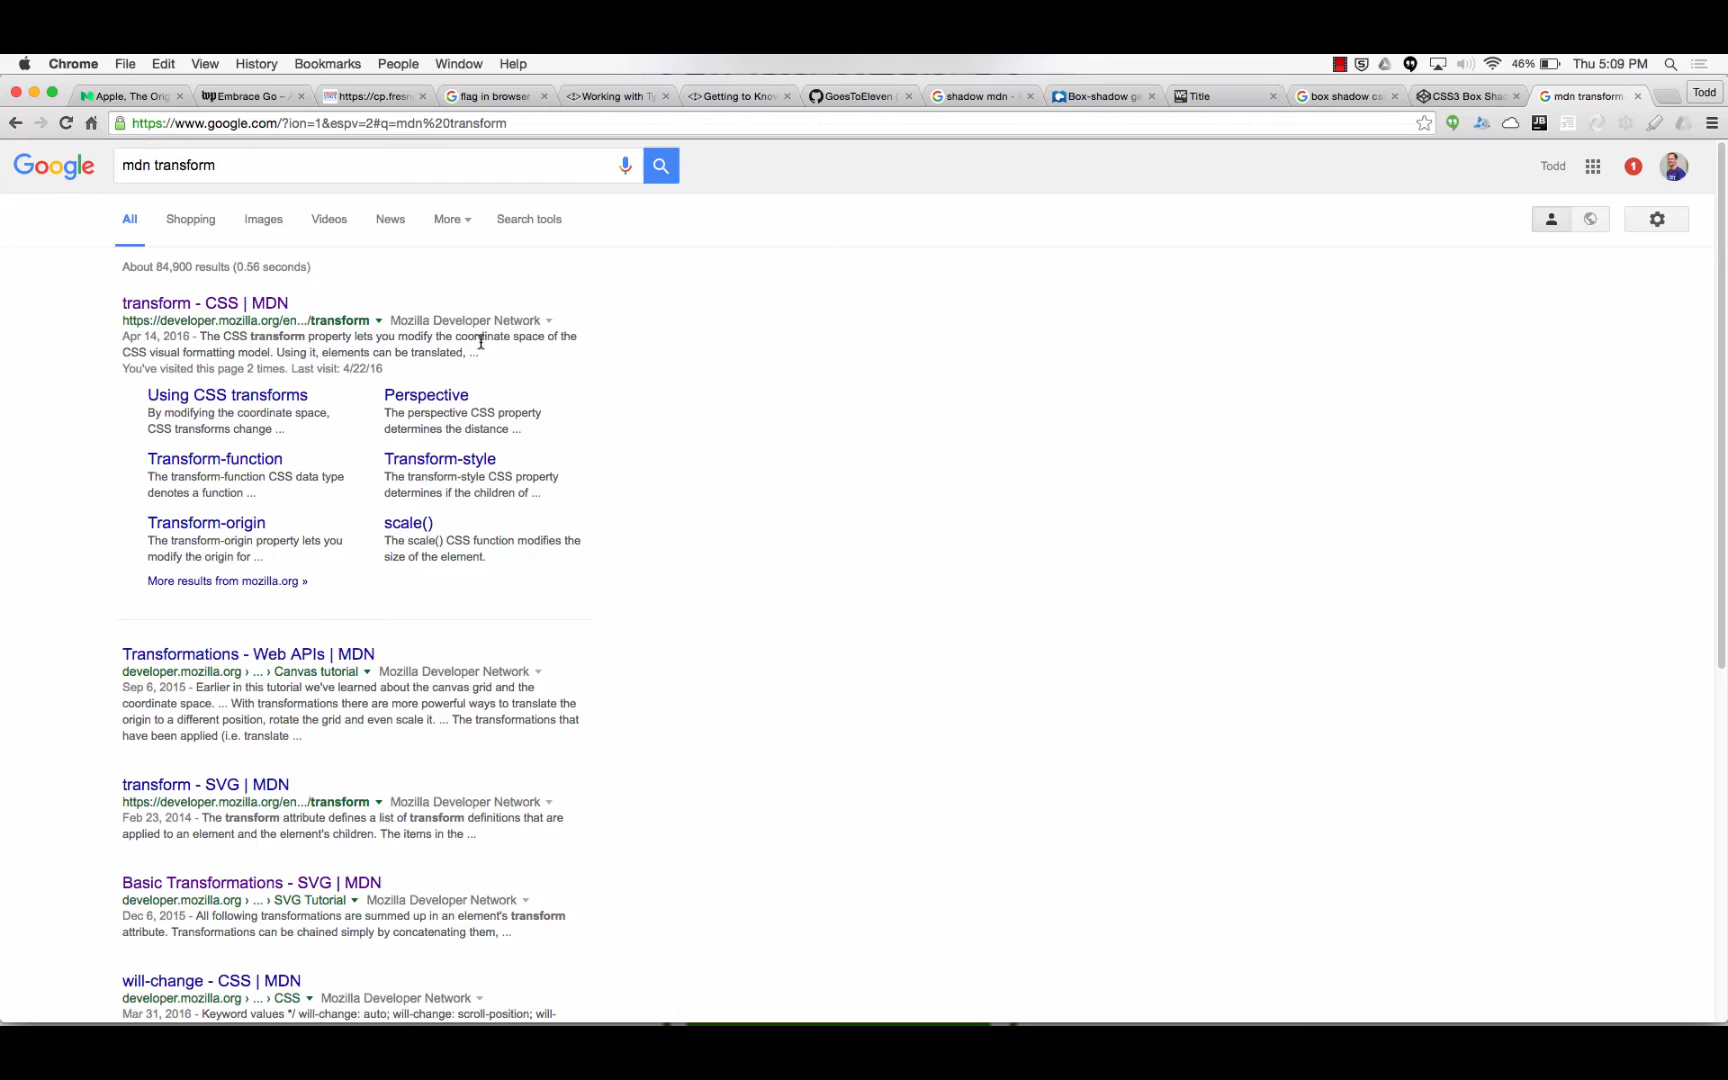 Chrome File Edit View History Bookmarks People Window Help 46% Thu 5:09 PM
Apple, The Orig Embrace Go – A https://cp.fresn flag in browser Working with Ty Getting to Know GoesToEleven ( shadow mdn - Box-shadow ge Title box shadow cs CSS3 Box Sha mdn transform Todd
https://www.google.com/?ion=1&espv=2#q=mdn%20transform
Google mdn transform Todd 1
All Shopping Images Videos News More Search tools
About 84,900 results (0.56 seconds)
transform - CSS | MDN
https://developer.mozilla.org/en.../transform Mozilla Developer Network
Apr 14, 2016 - The CSS transform property lets you modify the coordinate space of the
CSS visual formatting model. Using it, elements can be translated, ...
You've visited this page 2 times. Last visit: 4/22/16
Using CSS transforms Perspective
By modifying the coordinate space, The perspective CSS property
CSS transforms change ... determines the distance ...
Transform-function Transform-style
The transform-function CSS data type The transform-style CSS property
denotes a function ... determines if the children of ...
Transform-origin scale()
The transform-origin property lets you The scale() CSS function modifies the
modify the origin for ... size of the element.
More results from mozilla.org »
Transformations - Web APIs | MDN
developer.mozilla.org › ... › Canvas tutorial Mozilla Developer Network
Sep 6, 2015 - Earlier in this tutorial we've learned about the canvas grid and the
coordinate space. ... With transformations there are more powerful ways to translate the
origin to a different position, rotate the grid and even scale it. ... The transformations that
have been applied (i.e. translate ...
transform - SVG | MDN
https://developer.mozilla.org/en.../transform Mozilla Developer Network
Feb 23, 2014 - The transform attribute defines a list of transform definitions that are
applied to an element and the element's children. The items in the ...
Basic Transformations - SVG | MDN
developer.mozilla.org › ... › SVG Tutorial Mozilla Developer Network
Dec 6, 2015 - All following transformations are summed up in an element's transform
attribute. Transformations can be chained simply by concatenating them, ...
will-change - CSS | MDN
developer.mozilla.org › ... › CSS Mozilla Developer Network
Mar 31, 2016 - Keyword values */ will-change: auto; will-change: scroll-position; will-